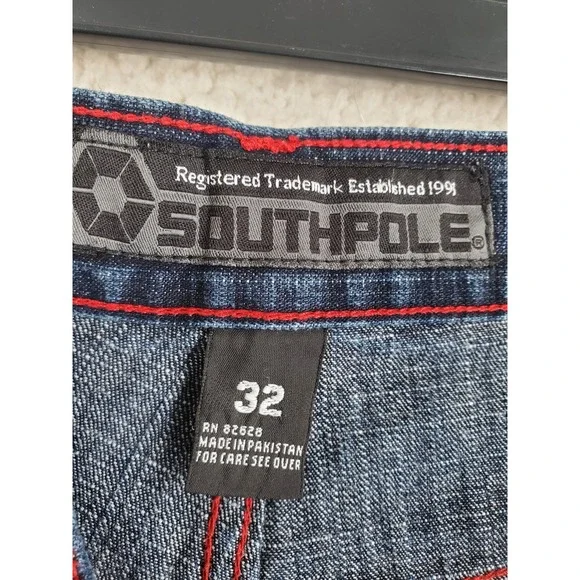 Registered Trademark Established 1991
SOUTHPOLE®
32
RN 82628
MADE IN PAKISTAN
FOR CARE SEE OVER